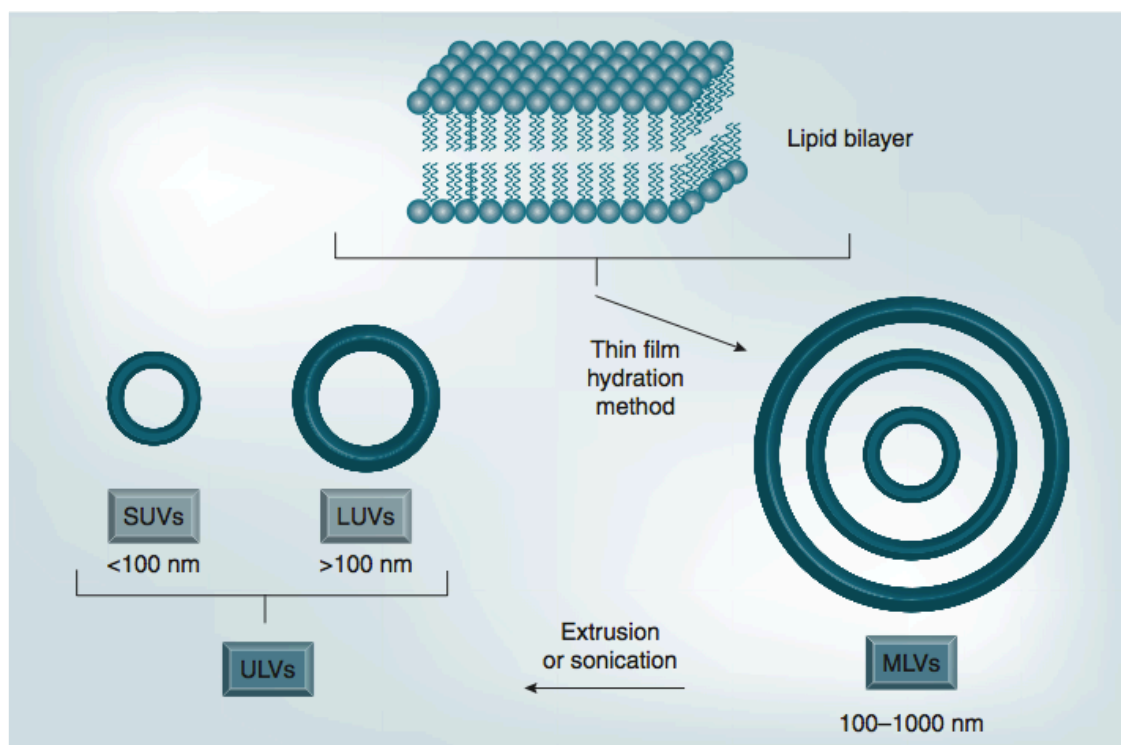 Lipid bilayer
Thin film
hydration
method
SUVs
LUVs
<100 nm
>100 nm
Extrusion
or sonication
ULVs
MLVs
100–1000 nm